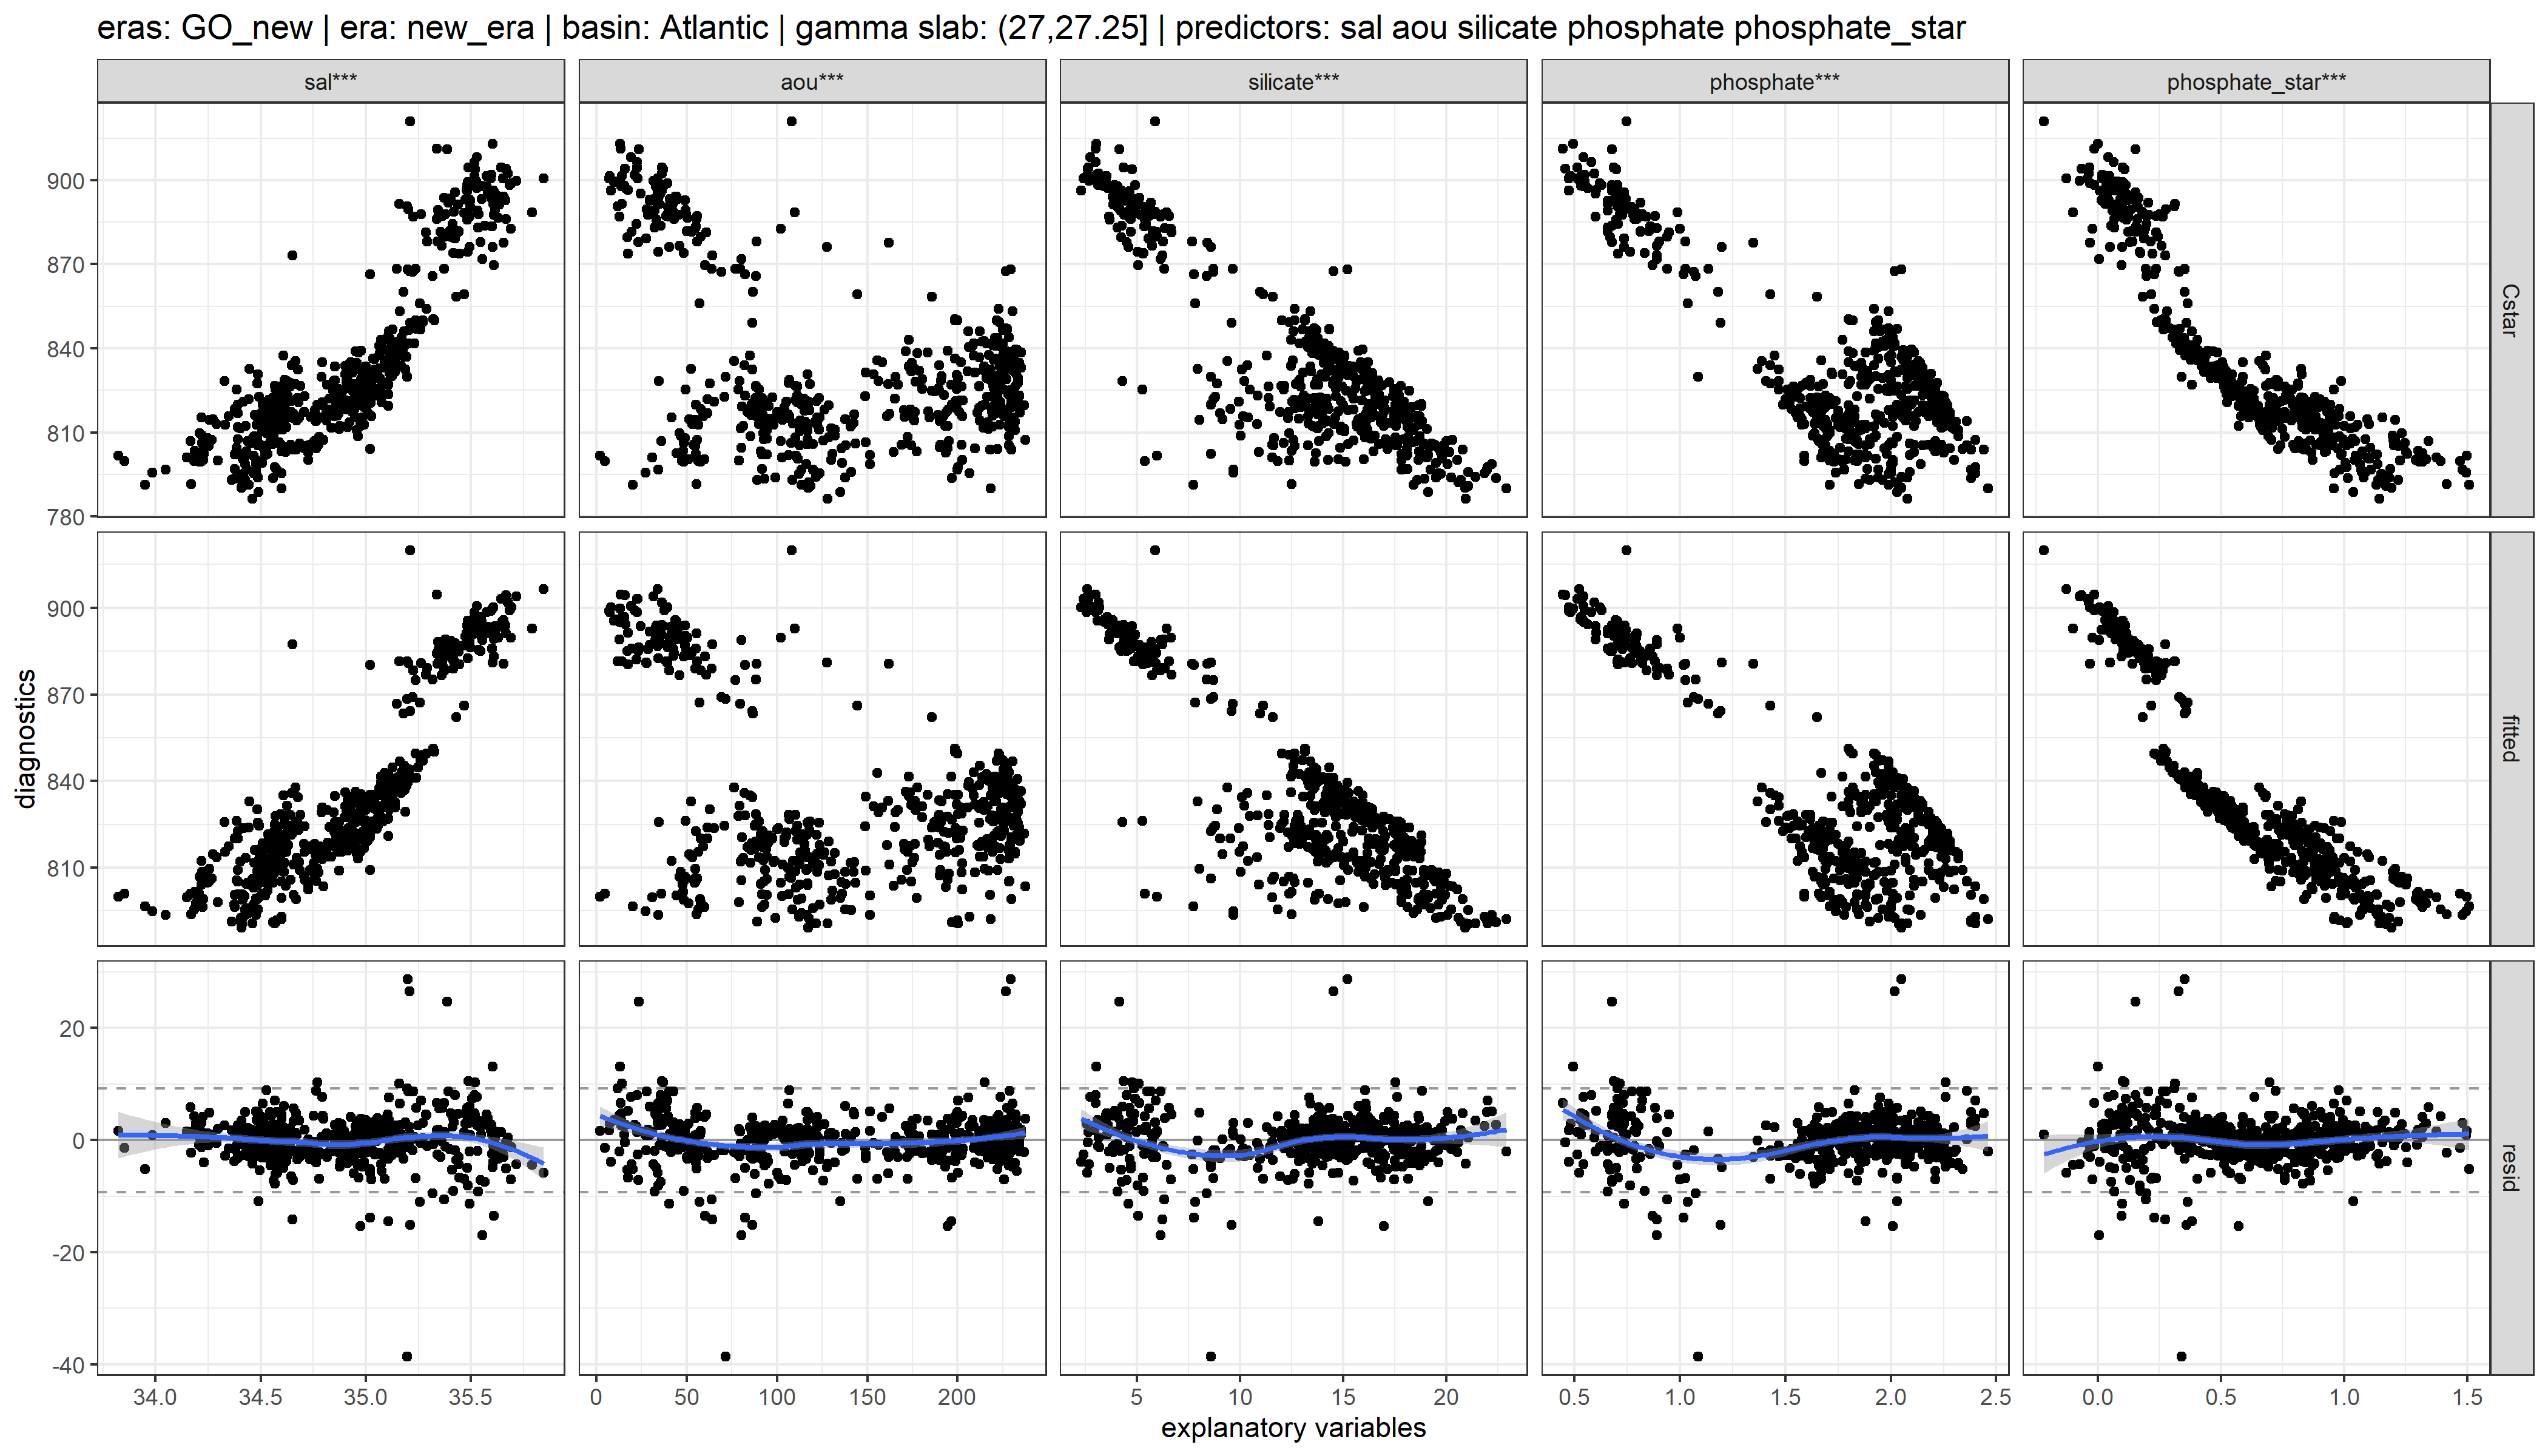 eras: GO_new | era: new_era | basin: Atlantic | gamma slab: (27,27.25] | predictors: sal aou silicate phosphate phosphate_star
sal*** aou*** silicate*** phosphate*** phosphate_star***
900
870
840
810
780
Cstar
900
870
840
810
fitted
diagnostics
20
0
-20
-40
resid
34.0 34.5 35.0 35.5 0 50 100 150 200 5 10 15 20 0.5 1.0 1.5 2.0 2.5 0.0 0.5 1.0 1.5
explanatory variables